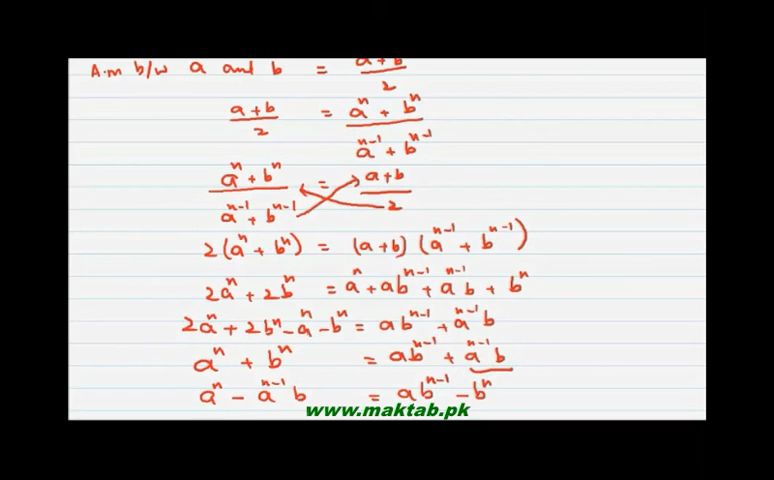 A.m b/w a and b = a+b/2
a+b/2 = aⁿ + bⁿ/aⁿ⁻¹ + bⁿ⁻¹
aⁿ + bⁿ/aⁿ⁻¹ + bⁿ⁻¹ = a+b/2
2(aⁿ + bⁿ) = (a+b)(aⁿ⁻¹ + bⁿ⁻¹)
2aⁿ + 2bⁿ = aⁿ + abⁿ⁻¹ + aⁿ⁻¹b + bⁿ
2aⁿ + 2bⁿ - aⁿ - bⁿ = abⁿ⁻¹ + aⁿ⁻¹b
aⁿ + bⁿ = abⁿ⁻¹ + aⁿ⁻¹b
aⁿ - aⁿ⁻¹b = abⁿ⁻¹ - bⁿ
www.maktab.pk